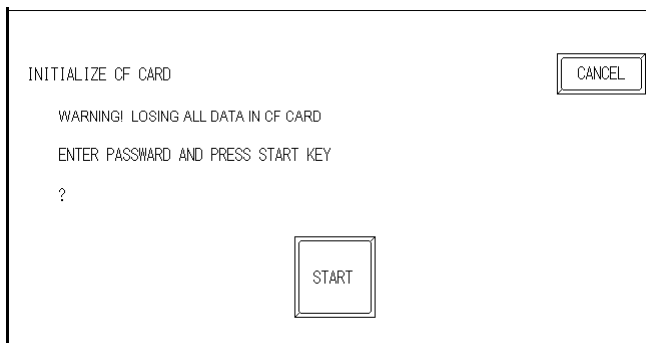 INITIALIZE CF CARD
CANCEL
WARNING! LOSING ALL DATA IN CF CARD
ENTER PASSWARD AND PRESS START KEY
?
START